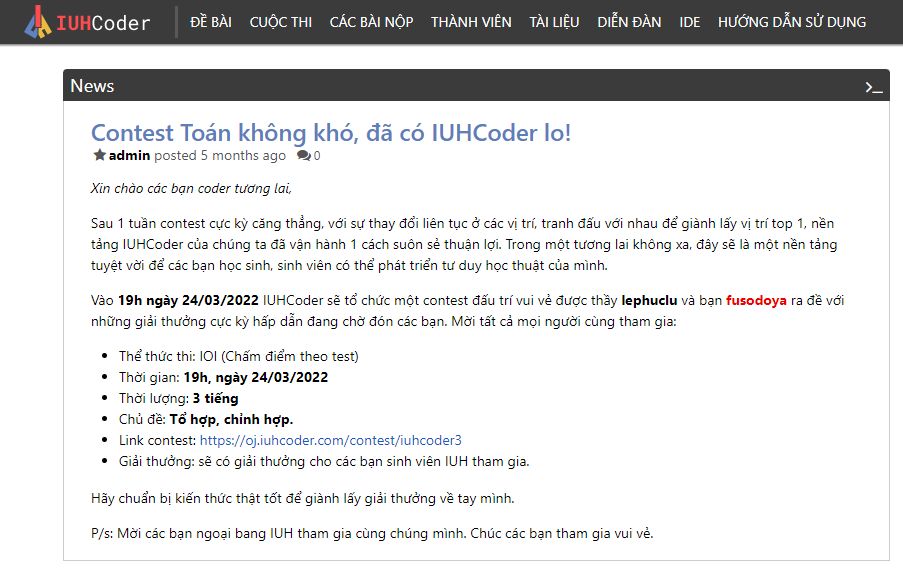 IUHCoder ĐỀ BÀI CUỘC THI CÁC BÀI NỘP THÀNH VIÊN TÀI LIỆU DIỄN ĐÀN IDE HƯỚNG DẪN SỬ DỤNG
News
Contest Toán không khó, đã có IUHCoder lo!
admin posted 5 months ago 0
Xin chào các bạn coder tương lai,
Sau 1 tuần contest cực kỳ căng thẳng, với sự thay đổi liên tục ở các vị trí, tranh đấu với nhau để giành lấy vị trí top 1, nền
tảng IUHCoder của chúng ta đã vận hành 1 cách suôn sẻ thuận lợi. Trong một tương lai không xa, đây sẽ là một nền tảng
tuyệt vời để các bạn học sinh, sinh viên có thể phát triển tư duy học thuật của mình.
Vào 19h ngày 24/03/2022 IUHCoder sẽ tổ chức một contest đấu trí vui vẻ được thầy lephuclu và bạn fusodoya ra đề với
những giải thưởng cực kỳ hấp dẫn đang chờ đón các bạn. Mời tất cả mọi người cùng tham gia:
• Thể thức thi: IOI (Chấm điểm theo test)
• Thời gian: 19h, ngày 24/03/2022
• Thời lượng: 3 tiếng
• Chủ đề: Tổ hợp, chỉnh hợp.
• Link contest: https://oj.iuhcoder.com/contest/iuhcoder3
• Giải thưởng: sẽ có giải thưởng cho các bạn sinh viên IUH tham gia.
Hãy chuẩn bị kiến thức thật tốt để giành lấy giải thưởng về tay mình.
P/s: Mời các bạn ngoại bang IUH tham gia cùng chúng mình. Chúc các bạn tham gia vui vẻ.